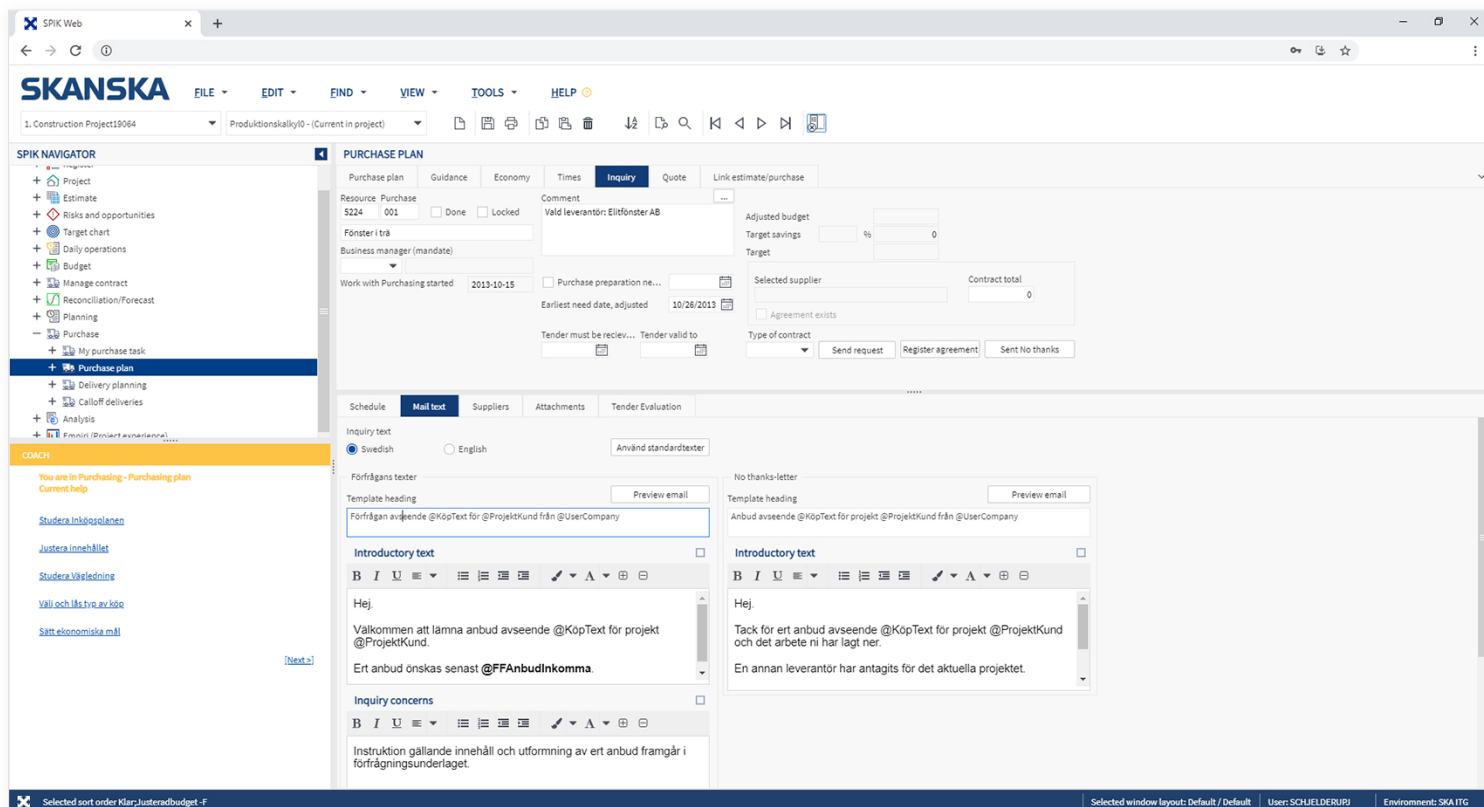 SPIK Web
SKANSKA
FILE
EDIT
FIND
VIEW
TOOLS
HELP
1. Construction Project19064
Produktionskalkyl0 - (Current in project)
SPIK NAVIGATOR
Register
Project
Estimate
Risks and opportunities
Target chart
Daily operations
Budget
Manage contract
Reconciliation/Forecast
Planning
Purchase
My purchase task
Purchase plan
Delivery planning
Calloff deliveries
Analysis
Empiri (Project experience)
COACH
You are in Purchasing - Purchasing plan
Current help
Studera Inköpsplanen
Justera innehållet
Studera Vägledning
Välj och lås typ av köp
Sätt ekonomiska mål
[Next >]
PURCHASE PLAN
Purchase plan Guidance Economy Times Inquiry Quote Link estimate/purchase
Resource Purchase
5224 001 Done Locked
Fönster i trä
Business manager (mandate)
Work with Purchasing started 2013-10-15
Comment ...
Vald leverantör: Elitfönster AB
Purchase preparation ne...
Earliest need date, adjusted 10/26/2013
Tender must be reciev... Tender valid to
Adjusted budget
Target savings % 0
Target
Selected supplier Contract total
0
Agreement exists
Type of contract
Send request Register agreement Sent No thanks
Schedule Mail text Suppliers Attachments Tender Evaluation
Inquiry text
Swedish English Använd standardtexter
Förfrågans texter
Template heading Preview email
Förfrågan avseende @KöpText för @ProjektKund från @UserCompany
Introductory text
B I U A
Hej.
Välkommen att lämna anbud avseende @KöpText för projekt
@ProjektKund.
Ert anbud önskas senast @FFAnbudInkomma.
Inquiry concerns
B I U A
Instruktion gällande innehåll och utformning av ert anbud framgår i
förfrågningsunderlaget.
No thanks-letter
Template heading Preview email
Anbud avseende @KöpText för projekt @ProjektKund från @UserCompany
Introductory text
B I U A
Hej.
Tack för ert anbud avseende @KöpText för projekt @ProjektKund
och det arbete ni har lagt ner.
En annan leverantör har antagits för det aktuella projektet.
Selected sort order Klar;Justeradbudget -F
Selected window layout: Default / Default User: SCHJELDERUPJ Enviroment: SKA ITG